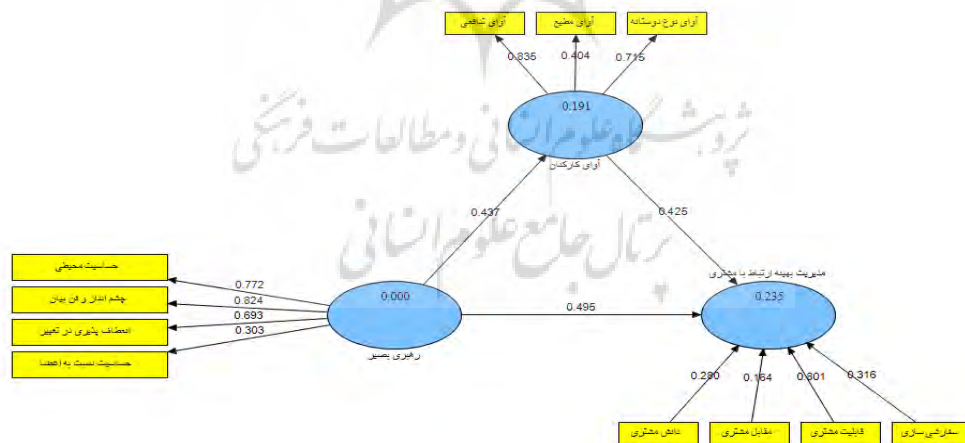 آوای تدافعی
آوای مطیع
آوای نوع دوستانه
0.835
0.404
0.715
0.191
آوای کارکنان
پژوهشگاه علوم انسانی و مطالعات فرهنگی
0.437
0.425
پرتال جامع علوم انسانی
حساسیت محیطی
0.772
چشم انداز و فن بیان
0.824
انعطاف پذیری در تغییر
0.693
حساسیت نسبت به اعضا
0.303
0.000
رهبری بصیر
0.495
مدیریت بهینه ارتباط با مشتری
0.235
0.164
0.601
0.316
دانش مشتری
مقابل مشتری
قابلیت مشتری
سفارشی سازی